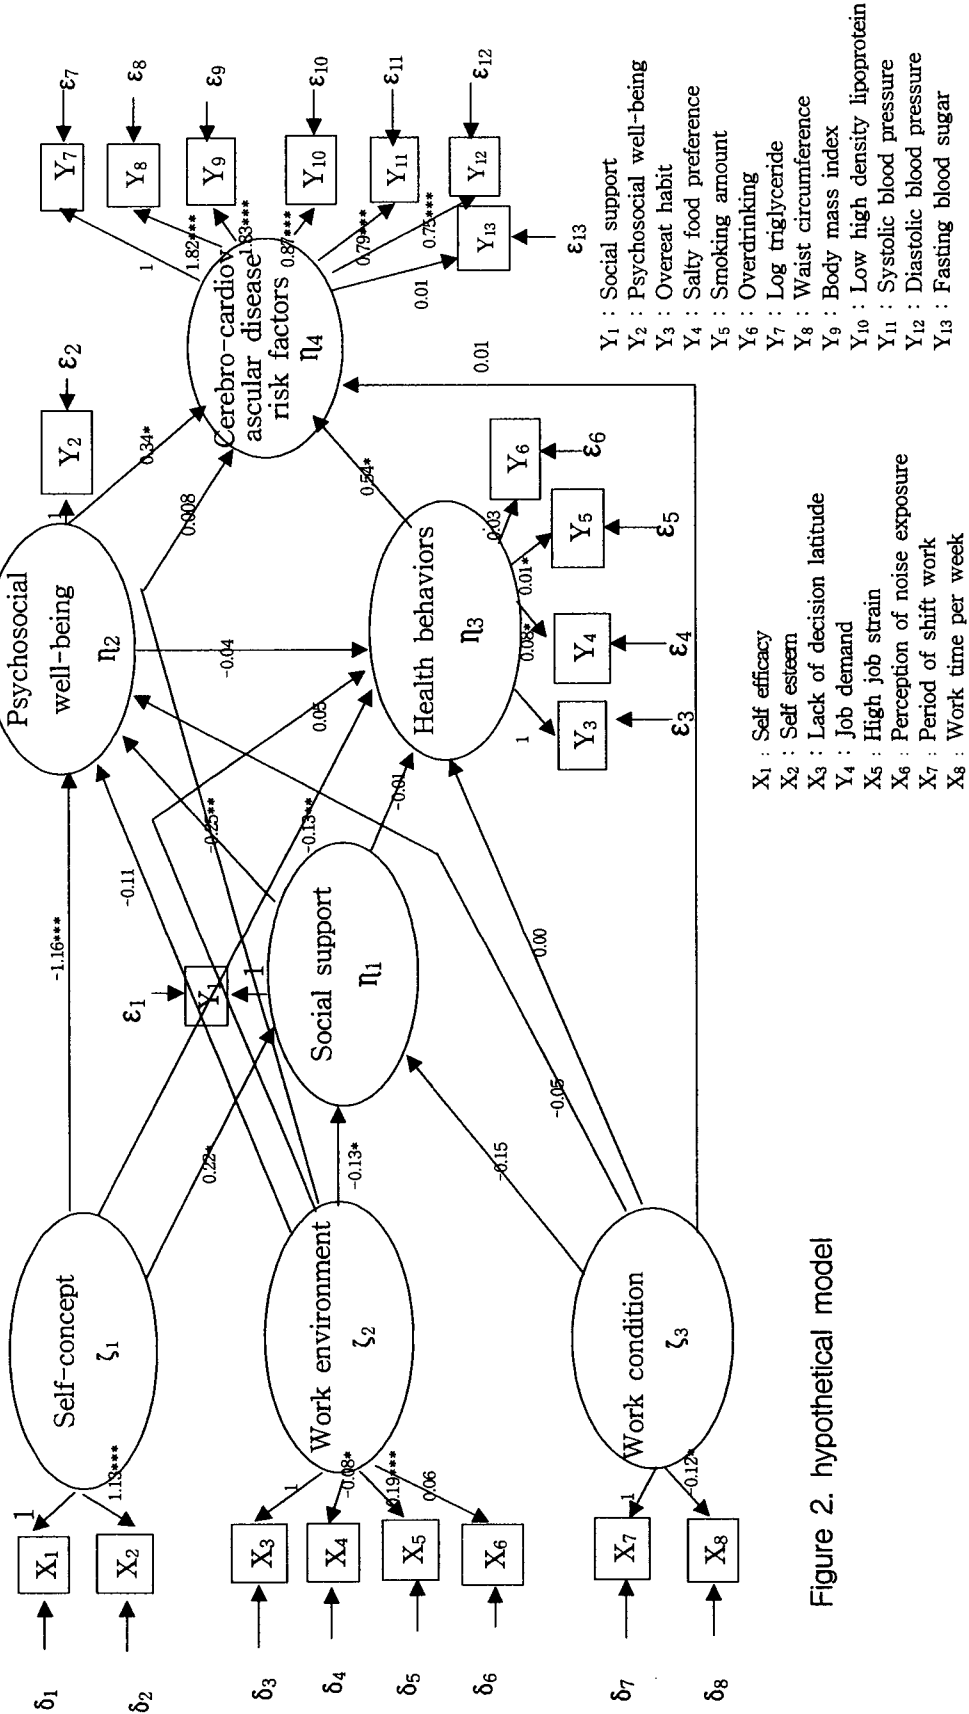 δ1
δ2
δ3
δ4
δ5
δ6
δ7
δ8
X1
X2
X3
X4
X5
X6
X7
X8
1
1.13***
1
-0.08*
0.19***
0.06
1
-0.12*
Self-concept
ζ1
Work environment
ζ2
Work condition
ζ3
-1.16***
0.22*
-0.11
-0.13*
-0.15
-0.05
0.00
ε1
Y1
1
Social support
η1
-0.25**
-0.13**
0.05
-0.01
Psychosocial
well-being
η2
1
Y2
ε2
-0.04
0.34*
0.008
Health behaviors
η3
0.54*
1
0.08*
0.01*
0.03
Y3
Y4
Y5
Y6
ε3
ε4
ε5
ε6
0.01
Cerebro-cardiov
ascular disease
risk factors
η4
1
1.82***
1.83***
0.87***
0.79***
0.75***
0.01
Y7
Y8
Y9
Y10
Y11
Y12
Y13
ε7
ε8
ε9
ε10
ε11
ε12
ε13
X1 : Self efficacy
X2 : Self esteem
X3 : Lack of decision latitude
Y4 : Job demand
X5 : High job strain
X6 : Perception of noise exposure
X7 : Period of shift work
X8 : Work time per week
Y1 : Social support
Y2 : Psychosocial well-being
Y3 : Overeat habit
Y4 : Salty food preference
Y5 : Smoking amount
Y6 : Overdrinking
Y7 : Log triglyceride
Y8 : Waist circumference
Y9 : Body mass index
Y10 : Low high density lipoprotein
Y11 : Systolic blood pressure
Y12 : Diastolic blood pressure
Y13 : Fasting blood sugar
Figure 2. hypothetical model